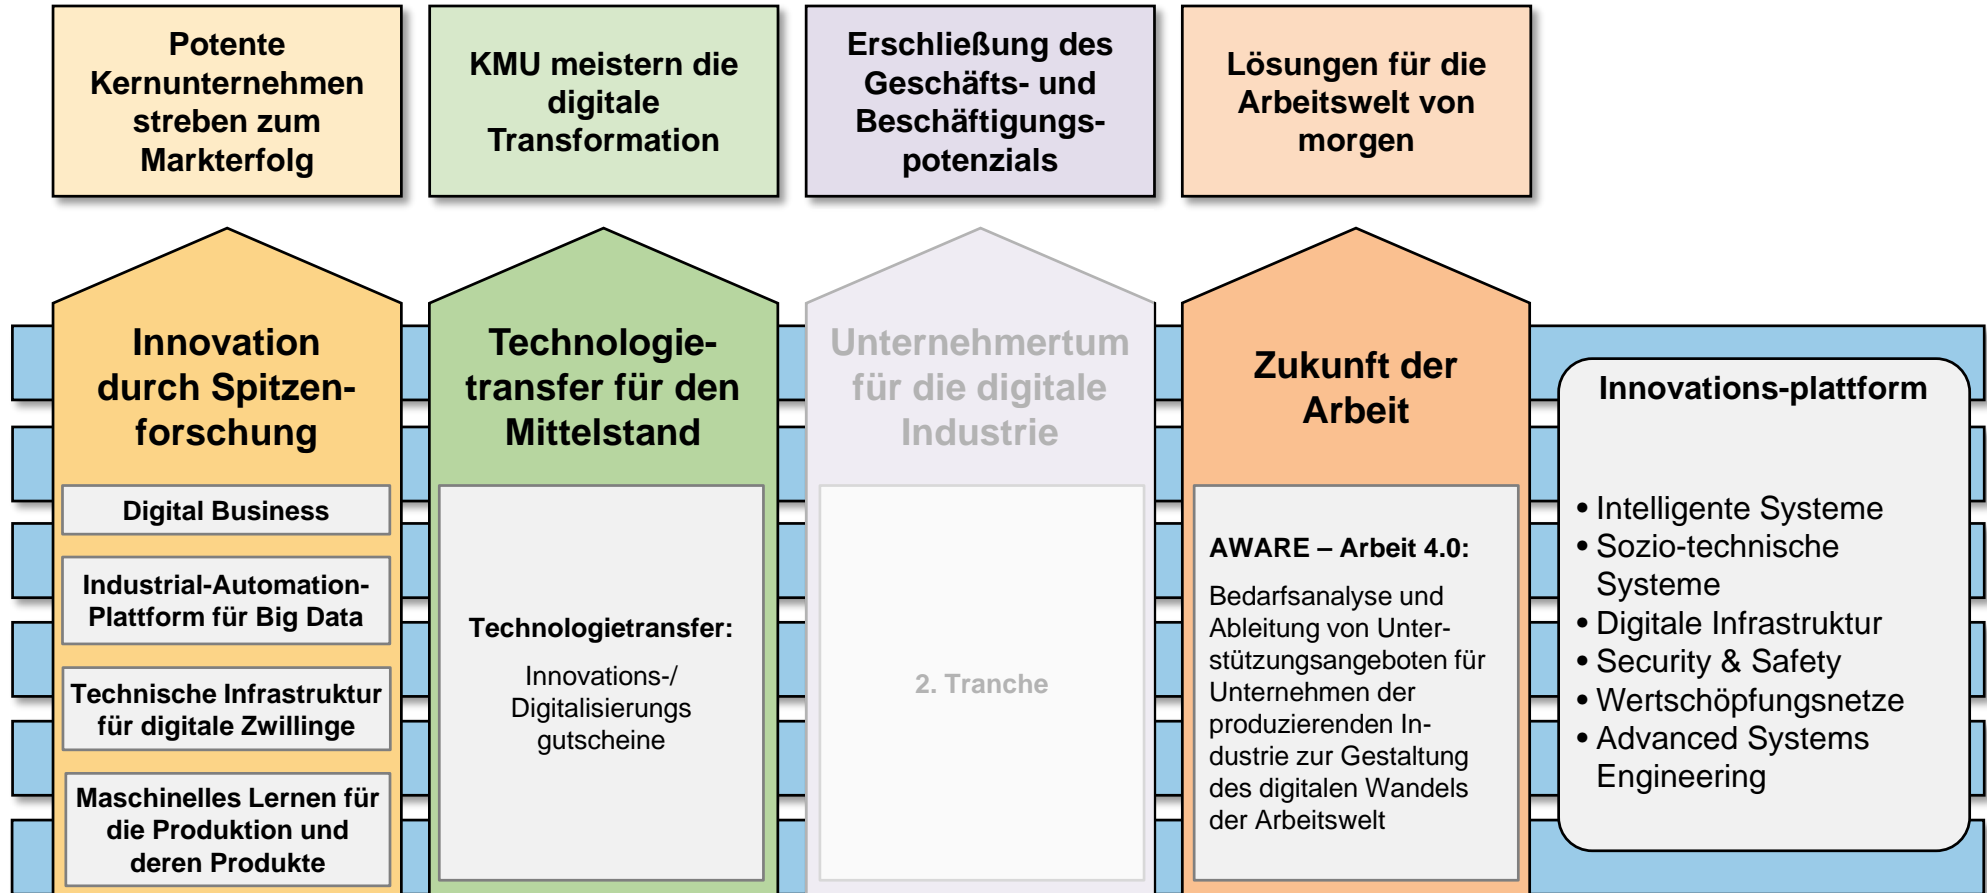 Potente
Kernunternehmen
streben zum
Markterfolg
KMU meistern die
digitale
Transformation
Erschließung des
Geschäfts- und
Beschäftigungs-
potenzials
Lösungen für die
Arbeitswelt von
morgen
Innovation
durch Spitzen-
forschung
Digital Business
Industrial-Automation-
Plattform für Big Data
Technische Infrastruktur
für digitale Zwillinge
Maschinelles Lernen für
die Produktion und
deren Produkte
Technologie-
transfer für den
Mittelstand
Technologietransfer:
Innovations-/
Digitalisierungs
gutscheine
Unternehmertum
für die digitale
Industrie
2. Tranche
Zukunft der
Arbeit
AWARE – Arbeit 4.0:
Bedarfsanalyse und
Ableitung von Unter-
stützungsangeboten für
Unternehmen der
produzierenden In-
dustrie zur Gestaltung
des digitalen Wandels
der Arbeitswelt
Innovations-plattform
• Intelligente Systeme
• Sozio-technische
Systeme
• Digitale Infrastruktur
• Security & Safety
• Wertschöpfungsnetze
• Advanced Systems
Engineering